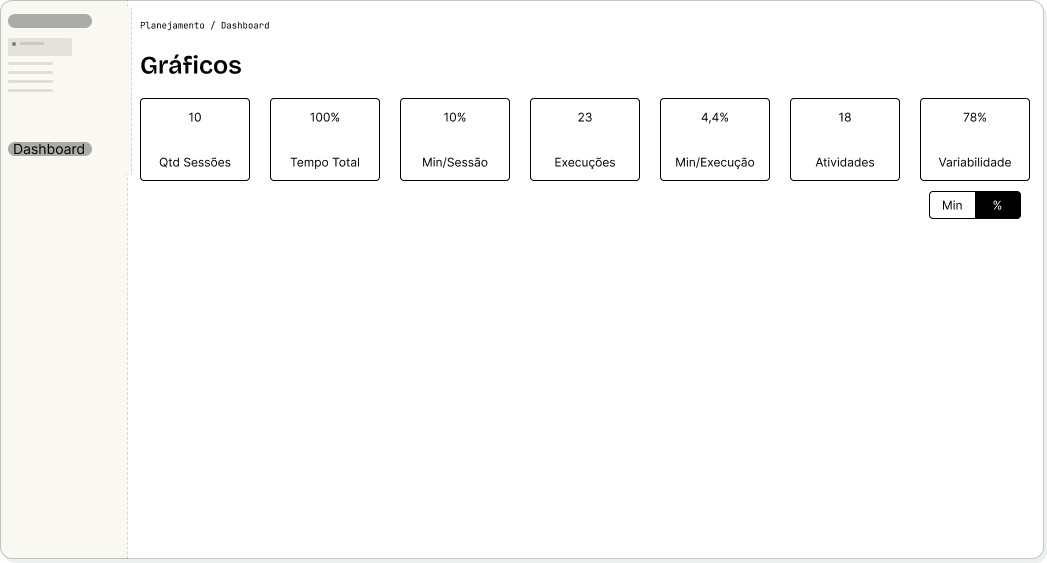 Planejamento / Dashboard
Gráficos
10
Qtd Sessões
100%
Tempo Total
10%
Min/Sessão
23
Execuções
4,4%
Min/Execução
18
Atividades
78%
Variabilidade
Dashboard
Min
%